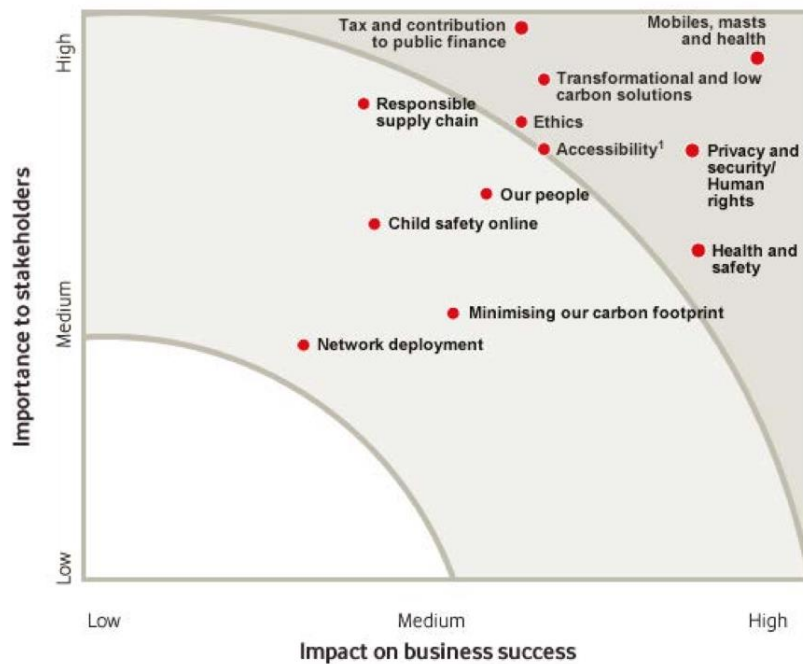 Importance to stakeholders
High
Medium
Low
Tax and contribution
to public finance
Mobiles, masts
and health
Transformational and low
carbon solutions
Responsible
supply chain
Ethics
Accessibility¹
Privacy and
security/
Human
rights
Our people
Child safety online
Health and
safety
Minimising our carbon footprint
Network deployment
Low
Medium
High
Impact on business success